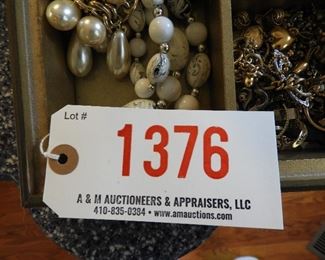 Lot #
1376
A & M AUCTIONEERS & APPRAISERS, LLC
410-835-0384 • www.amauctions.com